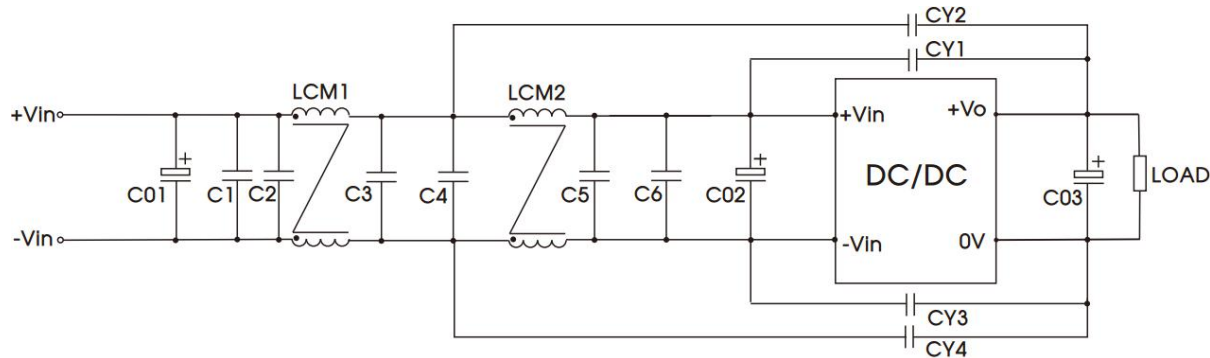 CY2
CY1
LCM1
LCM2
+Vin
+Vin
+Vo
+
+
+
C01
C1
C2
C3
C4
C5
C6
C02
DC/DC
C03
LOAD
-Vin
-Vin
0V
CY3
CY4